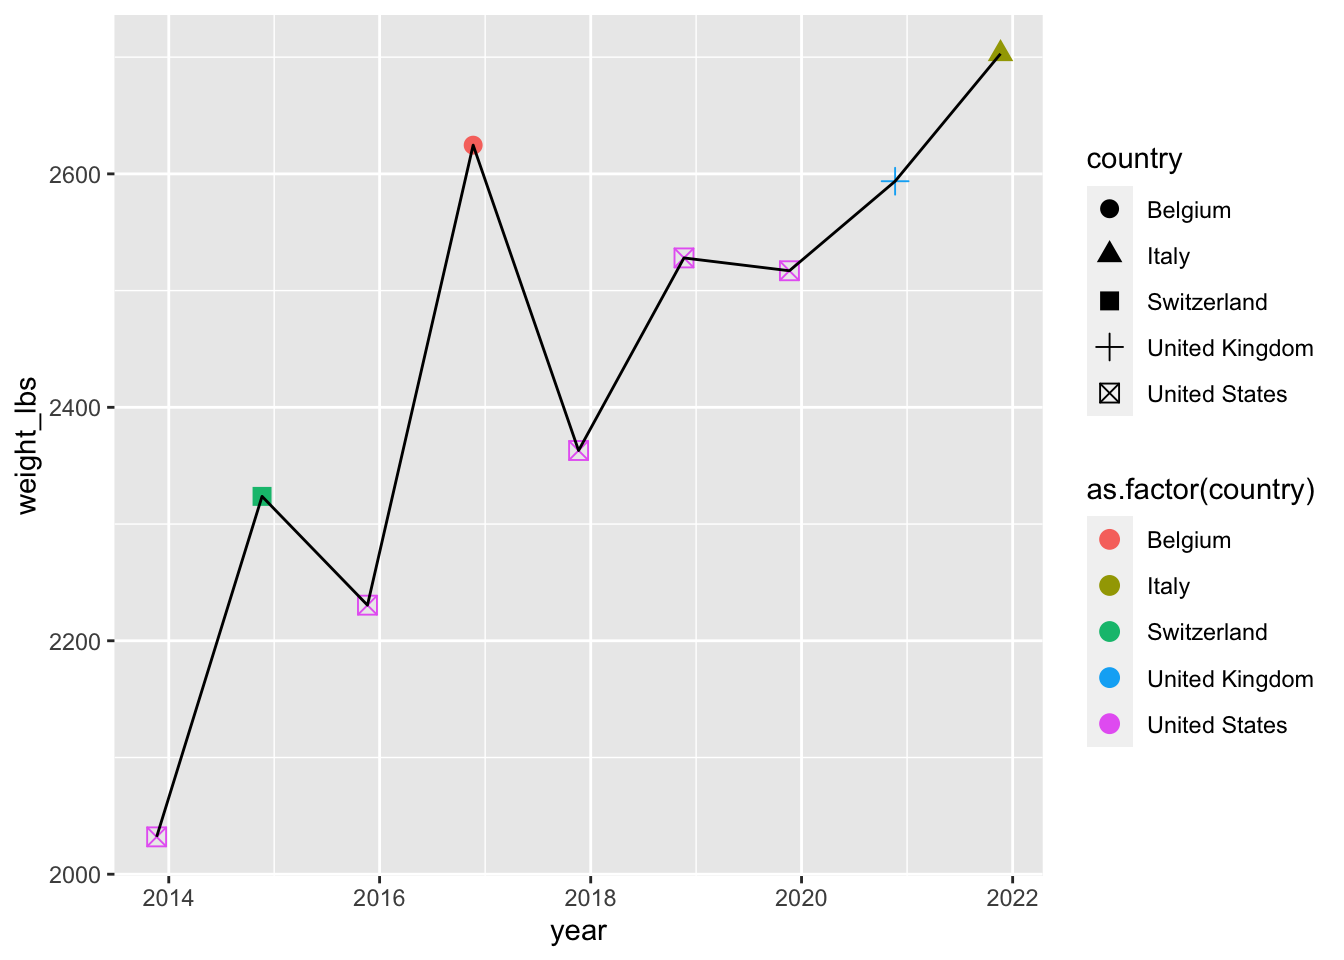 2600
2400
2200
2000
weight_lbs
2014 2016 2018 2020 2022
year
country
Belgium
Italy
Switzerland
United Kingdom
United States
as.factor(country)
Belgium
Italy
Switzerland
United Kingdom
United States